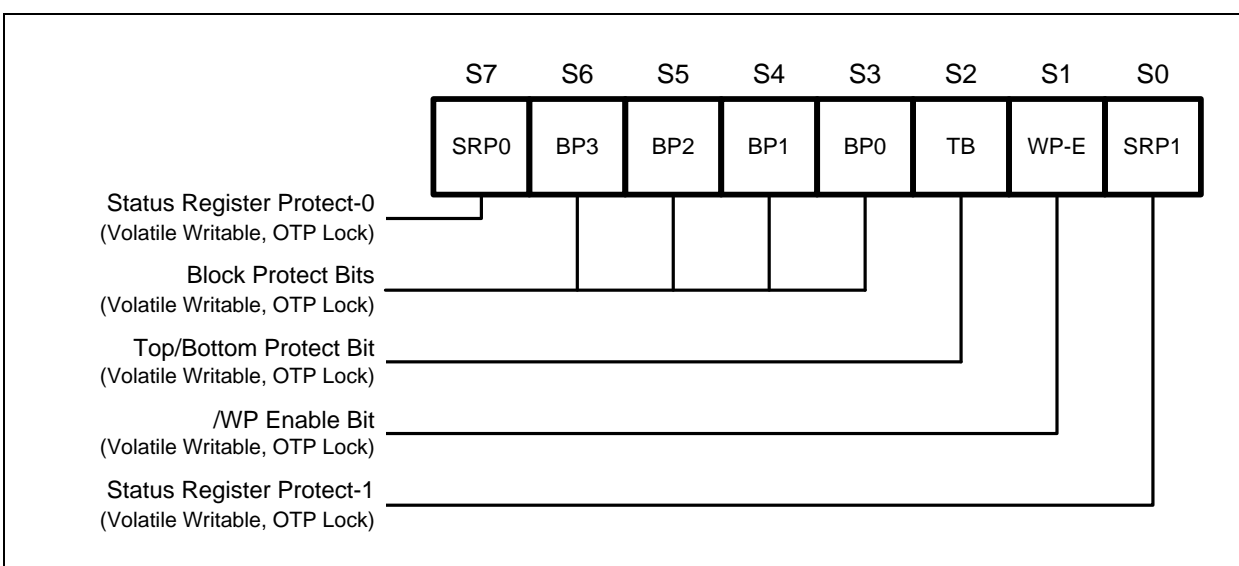 S7 S6 S5 S4 S3 S2 S1 S0
SRP0 BP3 BP2 BP1 BP0 TB WP-E SRP1
Status Register Protect-0
(Volatile Writable, OTP Lock)
Block Protect Bits
(Volatile Writable, OTP Lock)
Top/Bottom Protect Bit
(Volatile Writable, OTP Lock)
/WP Enable Bit
(Volatile Writable, OTP Lock)
Status Register Protect-1
(Volatile Writable, OTP Lock)